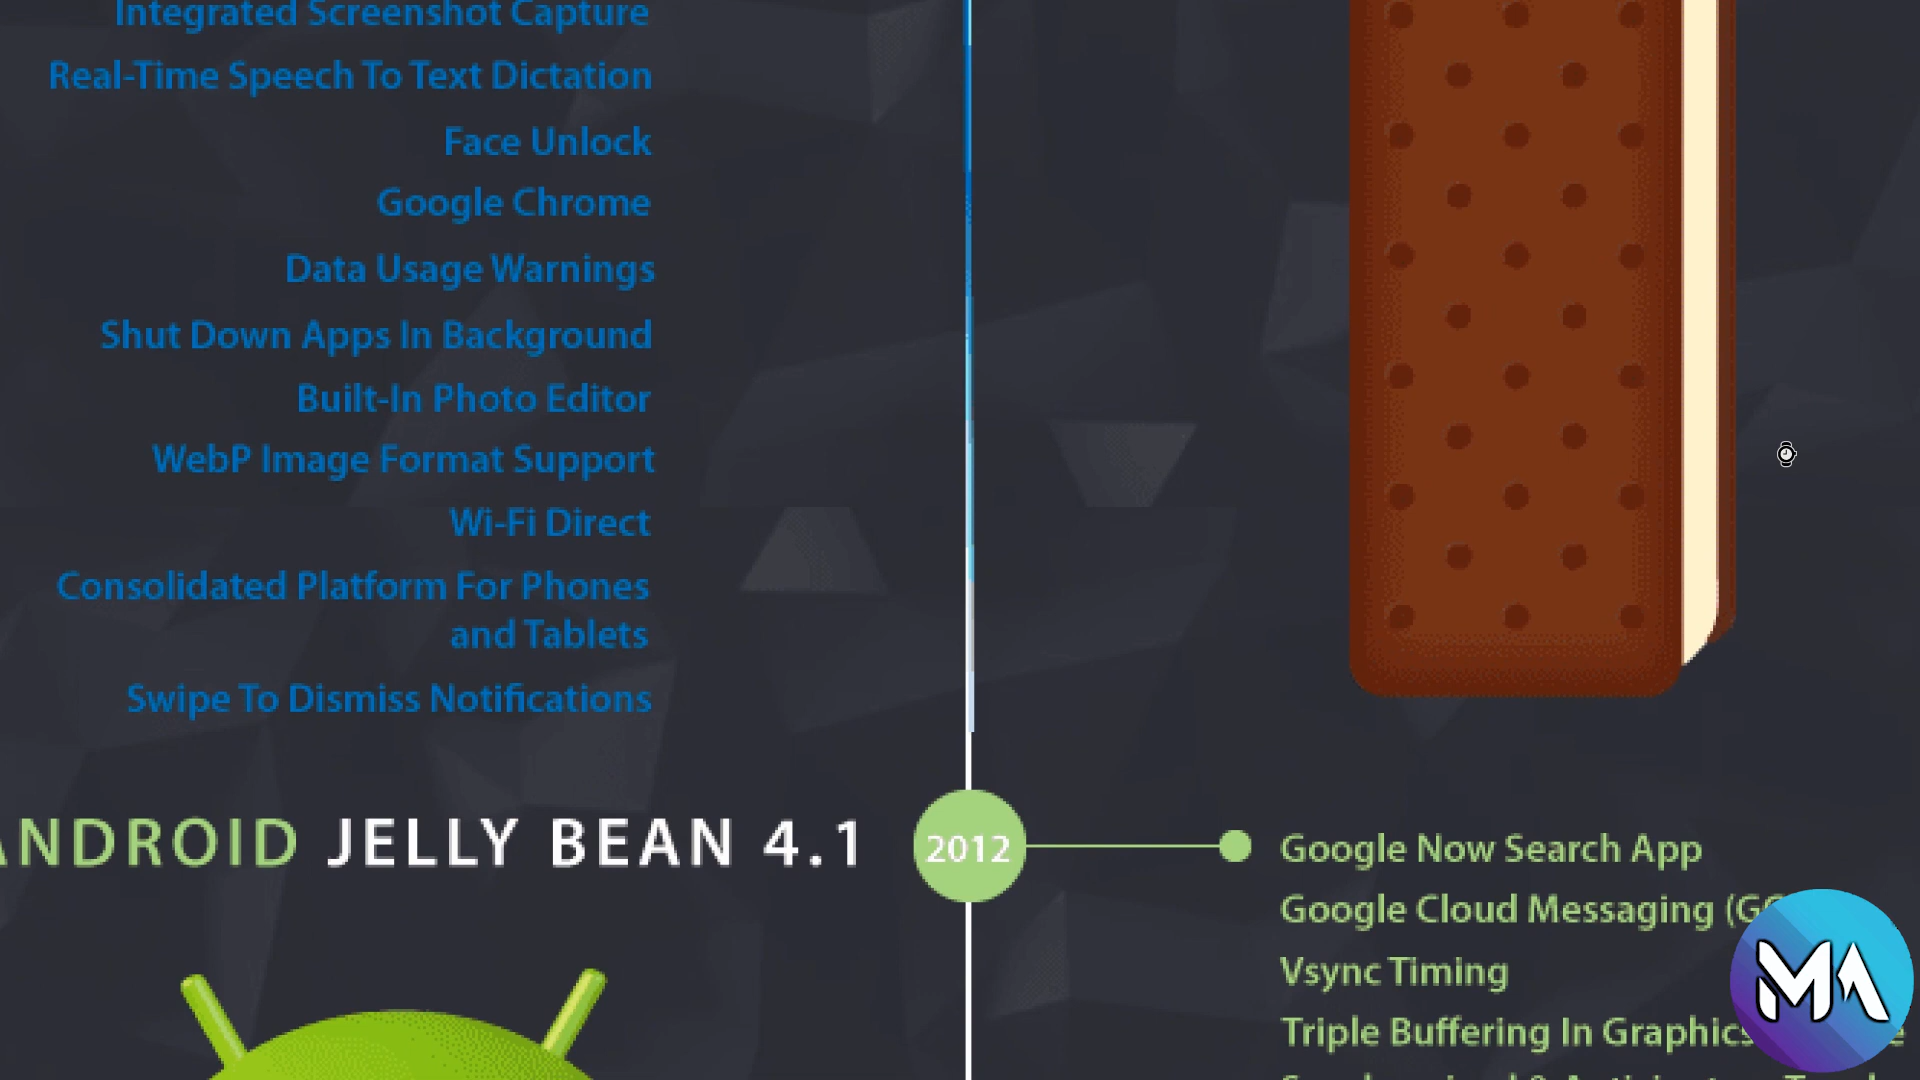 Integrated Screenshot Capture
Real-Time Speech To Text Dictation
Face Unlock
Google Chrome
Data Usage Warnings
Shut Down Apps In Background
Built-In Photo Editor
WebP Image Format Support
Wi-Fi Direct
Consolidated Platform For Phones
and Tablets
Swipe To Dismiss Notifications
ANDROID JELLY BEAN 4.1
2012
Google Now Search App
Google Cloud Messaging
Vsync Timing
Triple Buffering In Graphics
MA